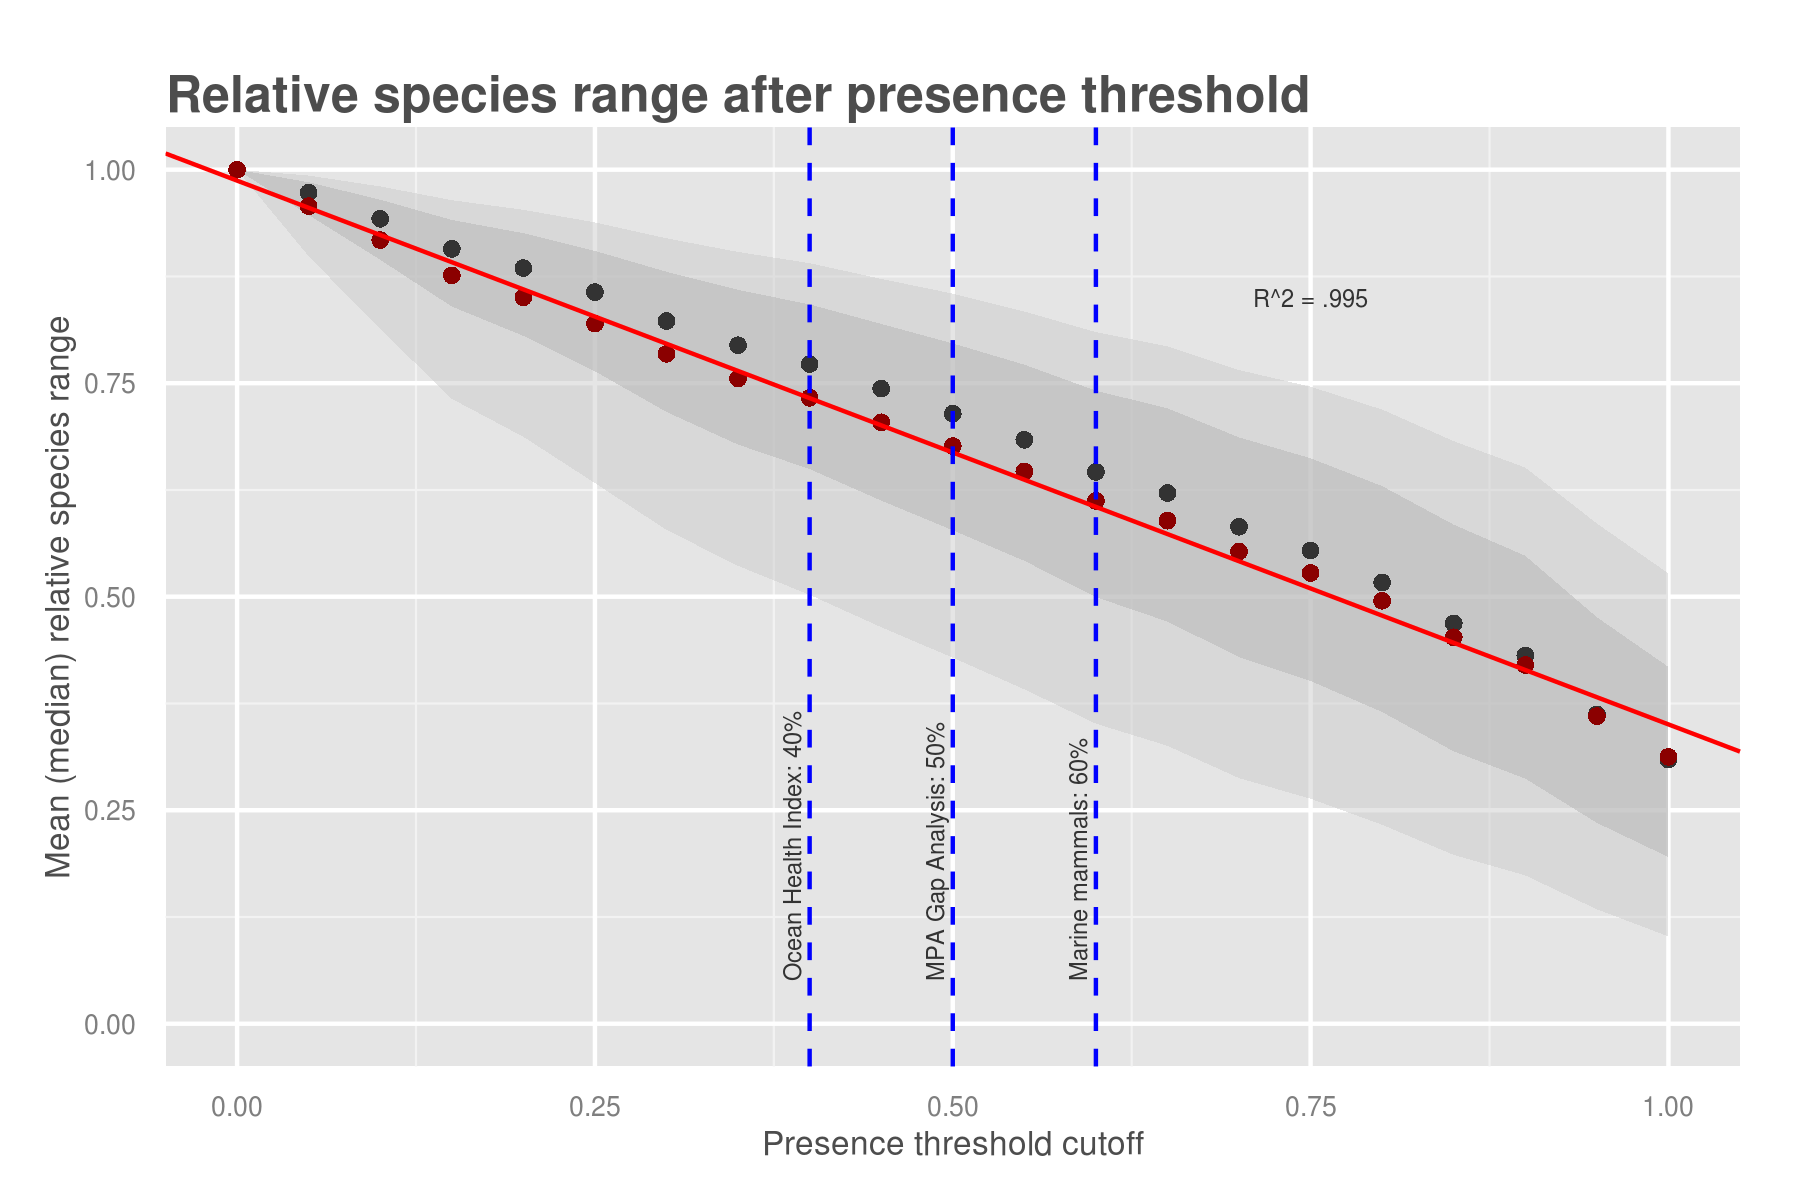 Relative species range after presence threshold
Mean (median) relative species range
1.00
0.75
0.50
0.25
0.00
R^2 = .995
Ocean Health Index: 40%
MPA Gap Analysis: 50%
Marine mammals: 60%
0.00 0.25 0.50 0.75 1.00
Presence threshold cutoff